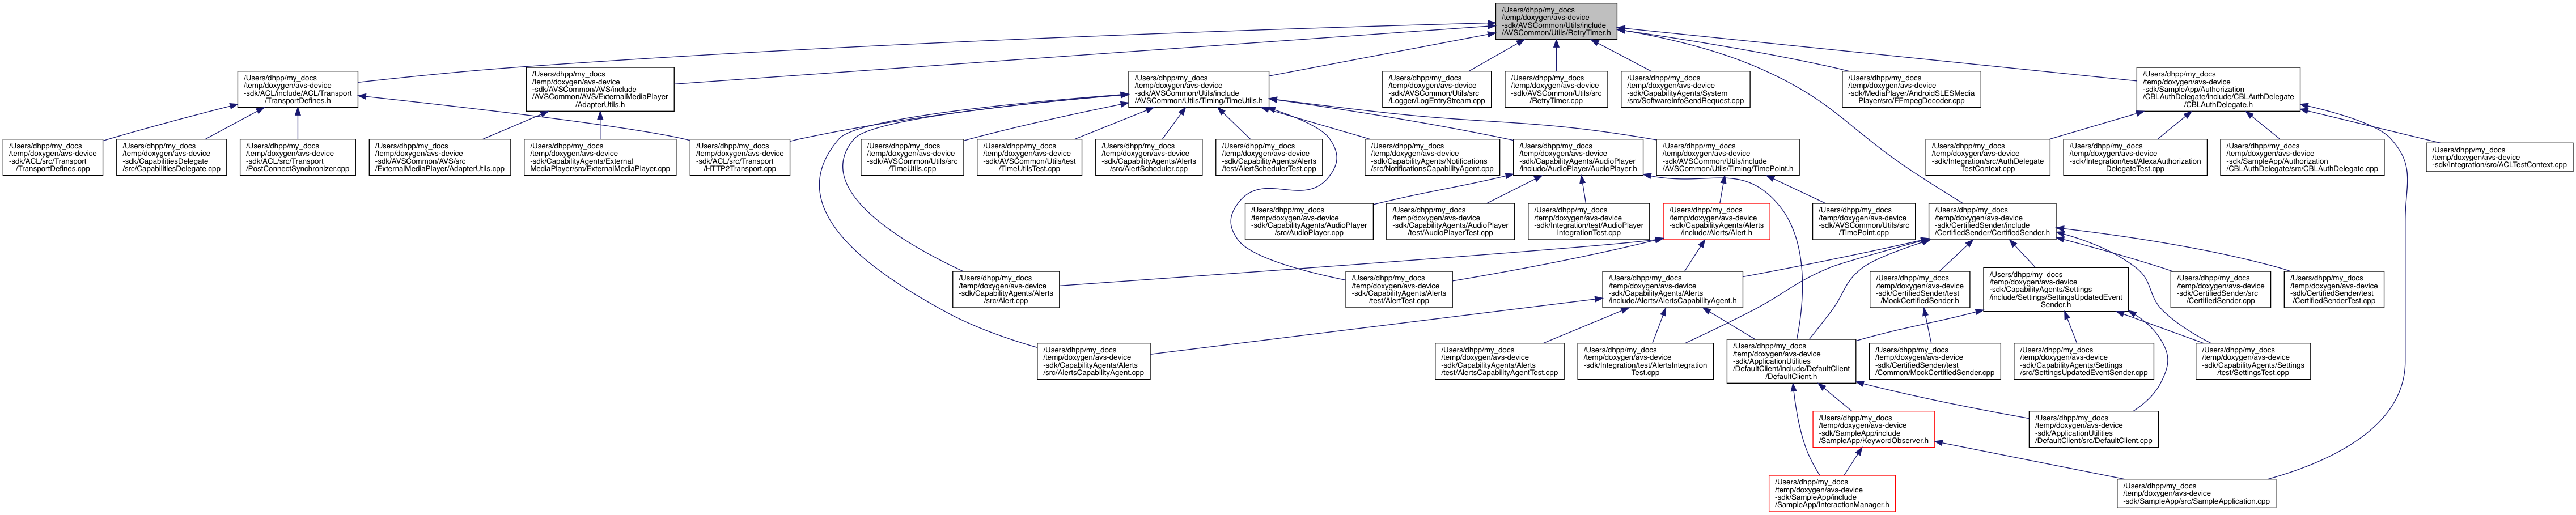 /Users/dhpp/my_docs
/temp/doxygen/avs-device
-sdk/AVSCommon/Utils/include
/AVSCommon/Utils/RetryTimer.h
/Users/dhpp/my_docs
/temp/doxygen/avs-device
-sdk/ACL/include/ACL/Transport
/TransportDefines.h
/Users/dhpp/my_docs
/temp/doxygen/avs-device
-sdk/AVSCommon/AVS/include
/AVSCommon/AVS/ExternalMediaPlayer
/AdapterUtils.h
/Users/dhpp/my_docs
/temp/doxygen/avs-device
-sdk/AVSCommon/Utils/include
/AVSCommon/Utils/Timing/TimeUtils.h
/Users/dhpp/my_docs
/temp/doxygen/avs-device
-sdk/AVSCommon/Utils/src
/Logger/LogEntryStream.cpp
/Users/dhpp/my_docs
/temp/doxygen/avs-device
-sdk/AVSCommon/Utils/src
/RetryTimer.cpp
/Users/dhpp/my_docs
/temp/doxygen/avs-device
-sdk/CapabilityAgents/System
/src/SoftwareInfoSendRequest.cpp
/Users/dhpp/my_docs
/temp/doxygen/avs-device
-sdk/MediaPlayer/AndroidSLESMedia
Player/src/FFmpegDecoder.cpp
/Users/dhpp/my_docs
/temp/doxygen/avs-device
-sdk/SampleApp/Authorization
/CBLAuthDelegate/include/CBLAuthDelegate
/CBLAuthDelegate.h
/Users/dhpp/my_docs
/temp/doxygen/avs-device
-sdk/ACL/src/Transport
/TransportDefines.cpp
/Users/dhpp/my_docs
/temp/doxygen/avs-device
-sdk/CapabilitiesDelegate
/src/CapabilitiesDelegate.cpp
/Users/dhpp/my_docs
/temp/doxygen/avs-device
-sdk/ACL/src/Transport
/PostConnectSynchronizer.cpp
/Users/dhpp/my_docs
/temp/doxygen/avs-device
-sdk/AVSCommon/AVS/src
/ExternalMediaPlayer/AdapterUtils.cpp
/Users/dhpp/my_docs
/temp/doxygen/avs-device
-sdk/CapabilityAgents/External
MediaPlayer/src/ExternalMediaPlayer.cpp
/Users/dhpp/my_docs
/temp/doxygen/avs-device
-sdk/ACL/src/Transport
/HTTP2Transport.cpp
/Users/dhpp/my_docs
/temp/doxygen/avs-device
-sdk/AVSCommon/Utils/src
/TimeUtils.cpp
/Users/dhpp/my_docs
/temp/doxygen/avs-device
-sdk/AVSCommon/Utils/test
/TimeUtilsTest.cpp
/Users/dhpp/my_docs
/temp/doxygen/avs-device
-sdk/CapabilityAgents/Alerts
/src/AlertScheduler.cpp
/Users/dhpp/my_docs
/temp/doxygen/avs-device
-sdk/CapabilityAgents/Alerts
/test/AlertSchedulerTest.cpp
/Users/dhpp/my_docs
/temp/doxygen/avs-device
-sdk/CapabilityAgents/Notifications
/src/NotificationsCapabilityAgent.cpp
/Users/dhpp/my_docs
/temp/doxygen/avs-device
-sdk/CapabilityAgents/AudioPlayer
/include/AudioPlayer/AudioPlayer.h
/Users/dhpp/my_docs
/temp/doxygen/avs-device
-sdk/AVSCommon/Utils/include
/AVSCommon/Utils/Timing/TimePoint.h
/Users/dhpp/my_docs
/temp/doxygen/avs-device
-sdk/Integration/src/AuthDelegate
TestContext.cpp
/Users/dhpp/my_docs
/temp/doxygen/avs-device
-sdk/Integration/test/AlexaAuthorization
DelegateTest.cpp
/Users/dhpp/my_docs
/temp/doxygen/avs-device
-sdk/SampleApp/Authorization
/CBLAuthDelegate/src/CBLAuthDelegate.cpp
/Users/dhpp/my_docs
/temp/doxygen/avs-device
-sdk/Integration/src/ACLTestContext.cpp
/Users/dhpp/my_docs
/temp/doxygen/avs-device
-sdk/CapabilityAgents/AudioPlayer
/src/AudioPlayer.cpp
/Users/dhpp/my_docs
/temp/doxygen/avs-device
-sdk/CapabilityAgents/AudioPlayer
/test/AudioPlayerTest.cpp
/Users/dhpp/my_docs
/temp/doxygen/avs-device
-sdk/Integration/test/AudioPlayer
IntegrationTest.cpp
/Users/dhpp/my_docs
/temp/doxygen/avs-device
-sdk/CapabilityAgents/Alerts
/include/Alerts/Alert.h
/Users/dhpp/my_docs
/temp/doxygen/avs-device
-sdk/AVSCommon/Utils/src
/TimePoint.cpp
/Users/dhpp/my_docs
/temp/doxygen/avs-device
-sdk/CertifiedSender/include
/CertifiedSender/CertifiedSender.h
/Users/dhpp/my_docs
/temp/doxygen/avs-device
-sdk/CapabilityAgents/Alerts
/src/Alert.cpp
/Users/dhpp/my_docs
/temp/doxygen/avs-device
-sdk/CapabilityAgents/Alerts
/test/AlertTest.cpp
/Users/dhpp/my_docs
/temp/doxygen/avs-device
-sdk/CapabilityAgents/Alerts
/include/Alerts/AlertsCapabilityAgent.h
/Users/dhpp/my_docs
/temp/doxygen/avs-device
-sdk/CertifiedSender/test
/MockCertifiedSender.h
/Users/dhpp/my_docs
/temp/doxygen/avs-device
-sdk/CapabilityAgents/Settings
/include/Settings/SettingsUpdatedEvent
Sender.h
/Users/dhpp/my_docs
/temp/doxygen/avs-device
-sdk/CertifiedSender/src
/CertifiedSender.cpp
/Users/dhpp/my_docs
/temp/doxygen/avs-device
-sdk/CertifiedSender/test
/CertifiedSenderTest.cpp
/Users/dhpp/my_docs
/temp/doxygen/avs-device
-sdk/CapabilityAgents/Alerts
/src/AlertsCapabilityAgent.cpp
/Users/dhpp/my_docs
/temp/doxygen/avs-device
-sdk/CapabilityAgents/Alerts
/test/AlertsCapabilityAgentTest.cpp
/Users/dhpp/my_docs
/temp/doxygen/avs-device
-sdk/Integration/test/AlertsIntegration
Test.cpp
/Users/dhpp/my_docs
/temp/doxygen/avs-device
-sdk/ApplicationUtilities
/DefaultClient/include/DefaultClient
/DefaultClient.h
/Users/dhpp/my_docs
/temp/doxygen/avs-device
-sdk/CertifiedSender/test
/Common/MockCertifiedSender.cpp
/Users/dhpp/my_docs
/temp/doxygen/avs-device
-sdk/CapabilityAgents/Settings
/src/SettingsUpdatedEventSender.cpp
/Users/dhpp/my_docs
/temp/doxygen/avs-device
-sdk/CapabilityAgents/Settings
/test/SettingsTest.cpp
/Users/dhpp/my_docs
/temp/doxygen/avs-device
-sdk/SampleApp/include
/SampleApp/KeywordObserver.h
/Users/dhpp/my_docs
/temp/doxygen/avs-device
-sdk/ApplicationUtilities
/DefaultClient/src/DefaultClient.cpp
/Users/dhpp/my_docs
/temp/doxygen/avs-device
-sdk/SampleApp/include
/SampleApp/InteractionManager.h
/Users/dhpp/my_docs
/temp/doxygen/avs-device
-sdk/SampleApp/src/SampleApplication.cpp